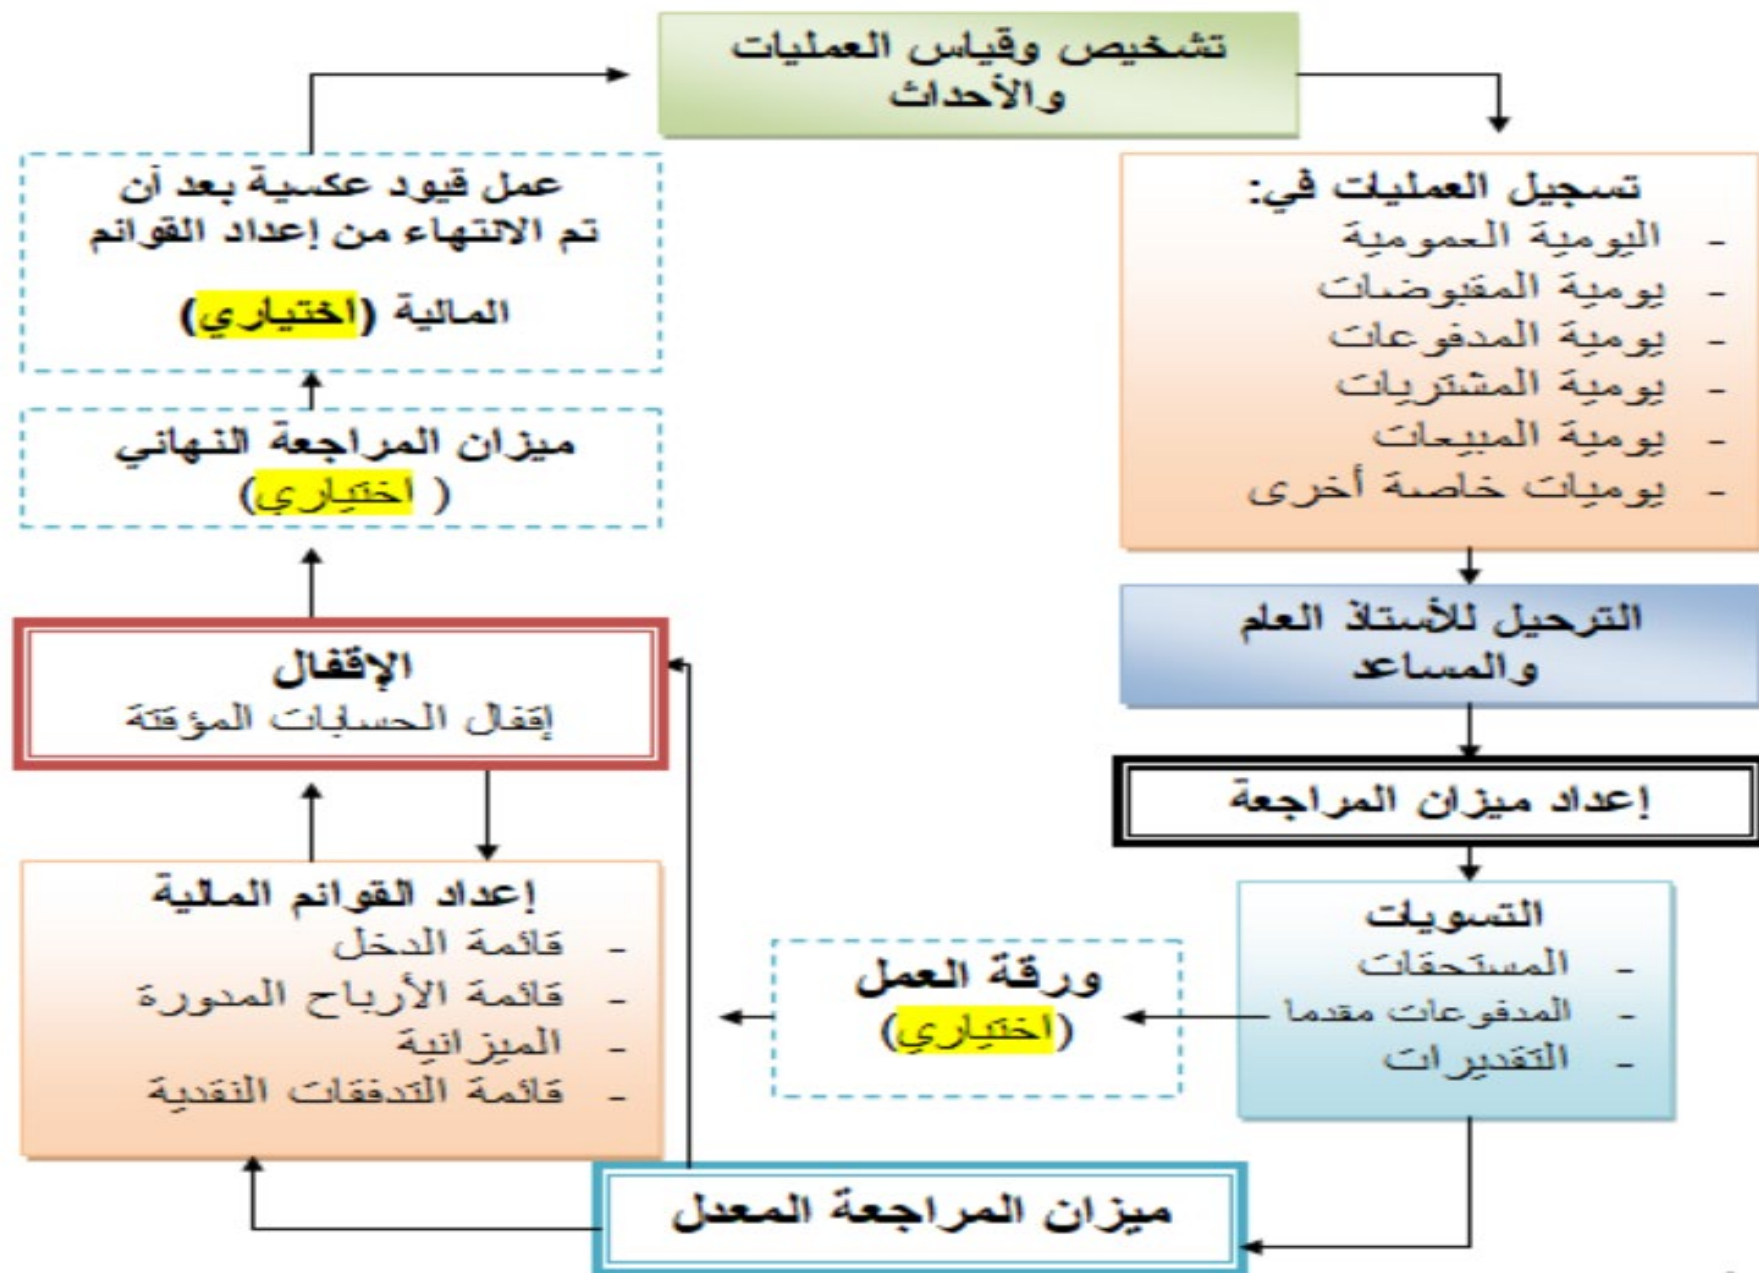 تشخيص وقياس العمليات
والأحداث
تسجيل العمليات في:
- اليومية العمومية
- يومية المقبوضات
- يومية المدفوعات
- يومية المشتريات
- يومية المبيعات
- يوميات خاصة أخرى
الترحيل للأستاذ العام
والمساعد
إعداد ميزان المراجعة
التسويات
- المستحقات
- المدفوعات مقدما
- التقديرات
ورقة العمل
(اختياري)
ميزان المراجعة المعدل
إعداد القوائم المالية
- قائمة الدخل
- قائمة الأرباح المدورة
- الميزانية
- قائمة التدفقات النقدية
الإقفال
إقفال الحسابات المؤقتة
ميزان المراجعة النهائي
( اختياري)
عمل قيود عكسية بعد أن
تم الانتهاء من إعداد القوائم
المالية (اختياري)